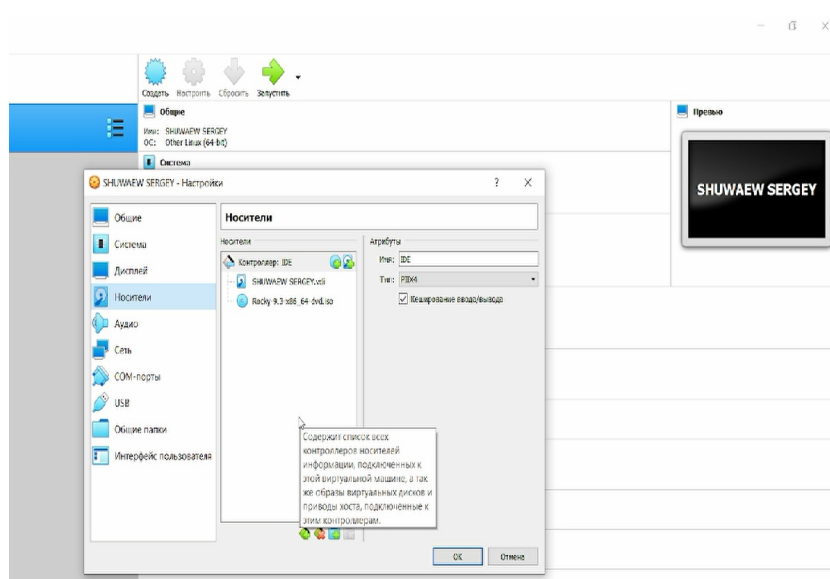 Создать Настроить Сбросить Запустить
Общие
Имя: SHUWAEW SERGEY
ОС: Other Linux (64-bit)
Система
Превью
SHUWAEW SERGEY
SHUWAEW SERGEY - Настройки
? X
Общие
Система
Дисплей
Носители
Аудио
Сеть
COM-порты
USB
Общие папки
Интерфейс пользователя
Носители
Носители
Контроллер: IDE
SHUWAEW SERGEY.vdi
Rocky 9.3 x86_64 dvd.iso
Атрибуты
Имя: IDE
Тип: PIIX4
Кеширование ввода/вывода
Содержит список всех
контроллеров носителей
информации, подключенных к
этой виртуальной машине, а так
же образы виртуальных дисков и
приводы хоста, подключённые к
этим контроллерам.
OK Отмена